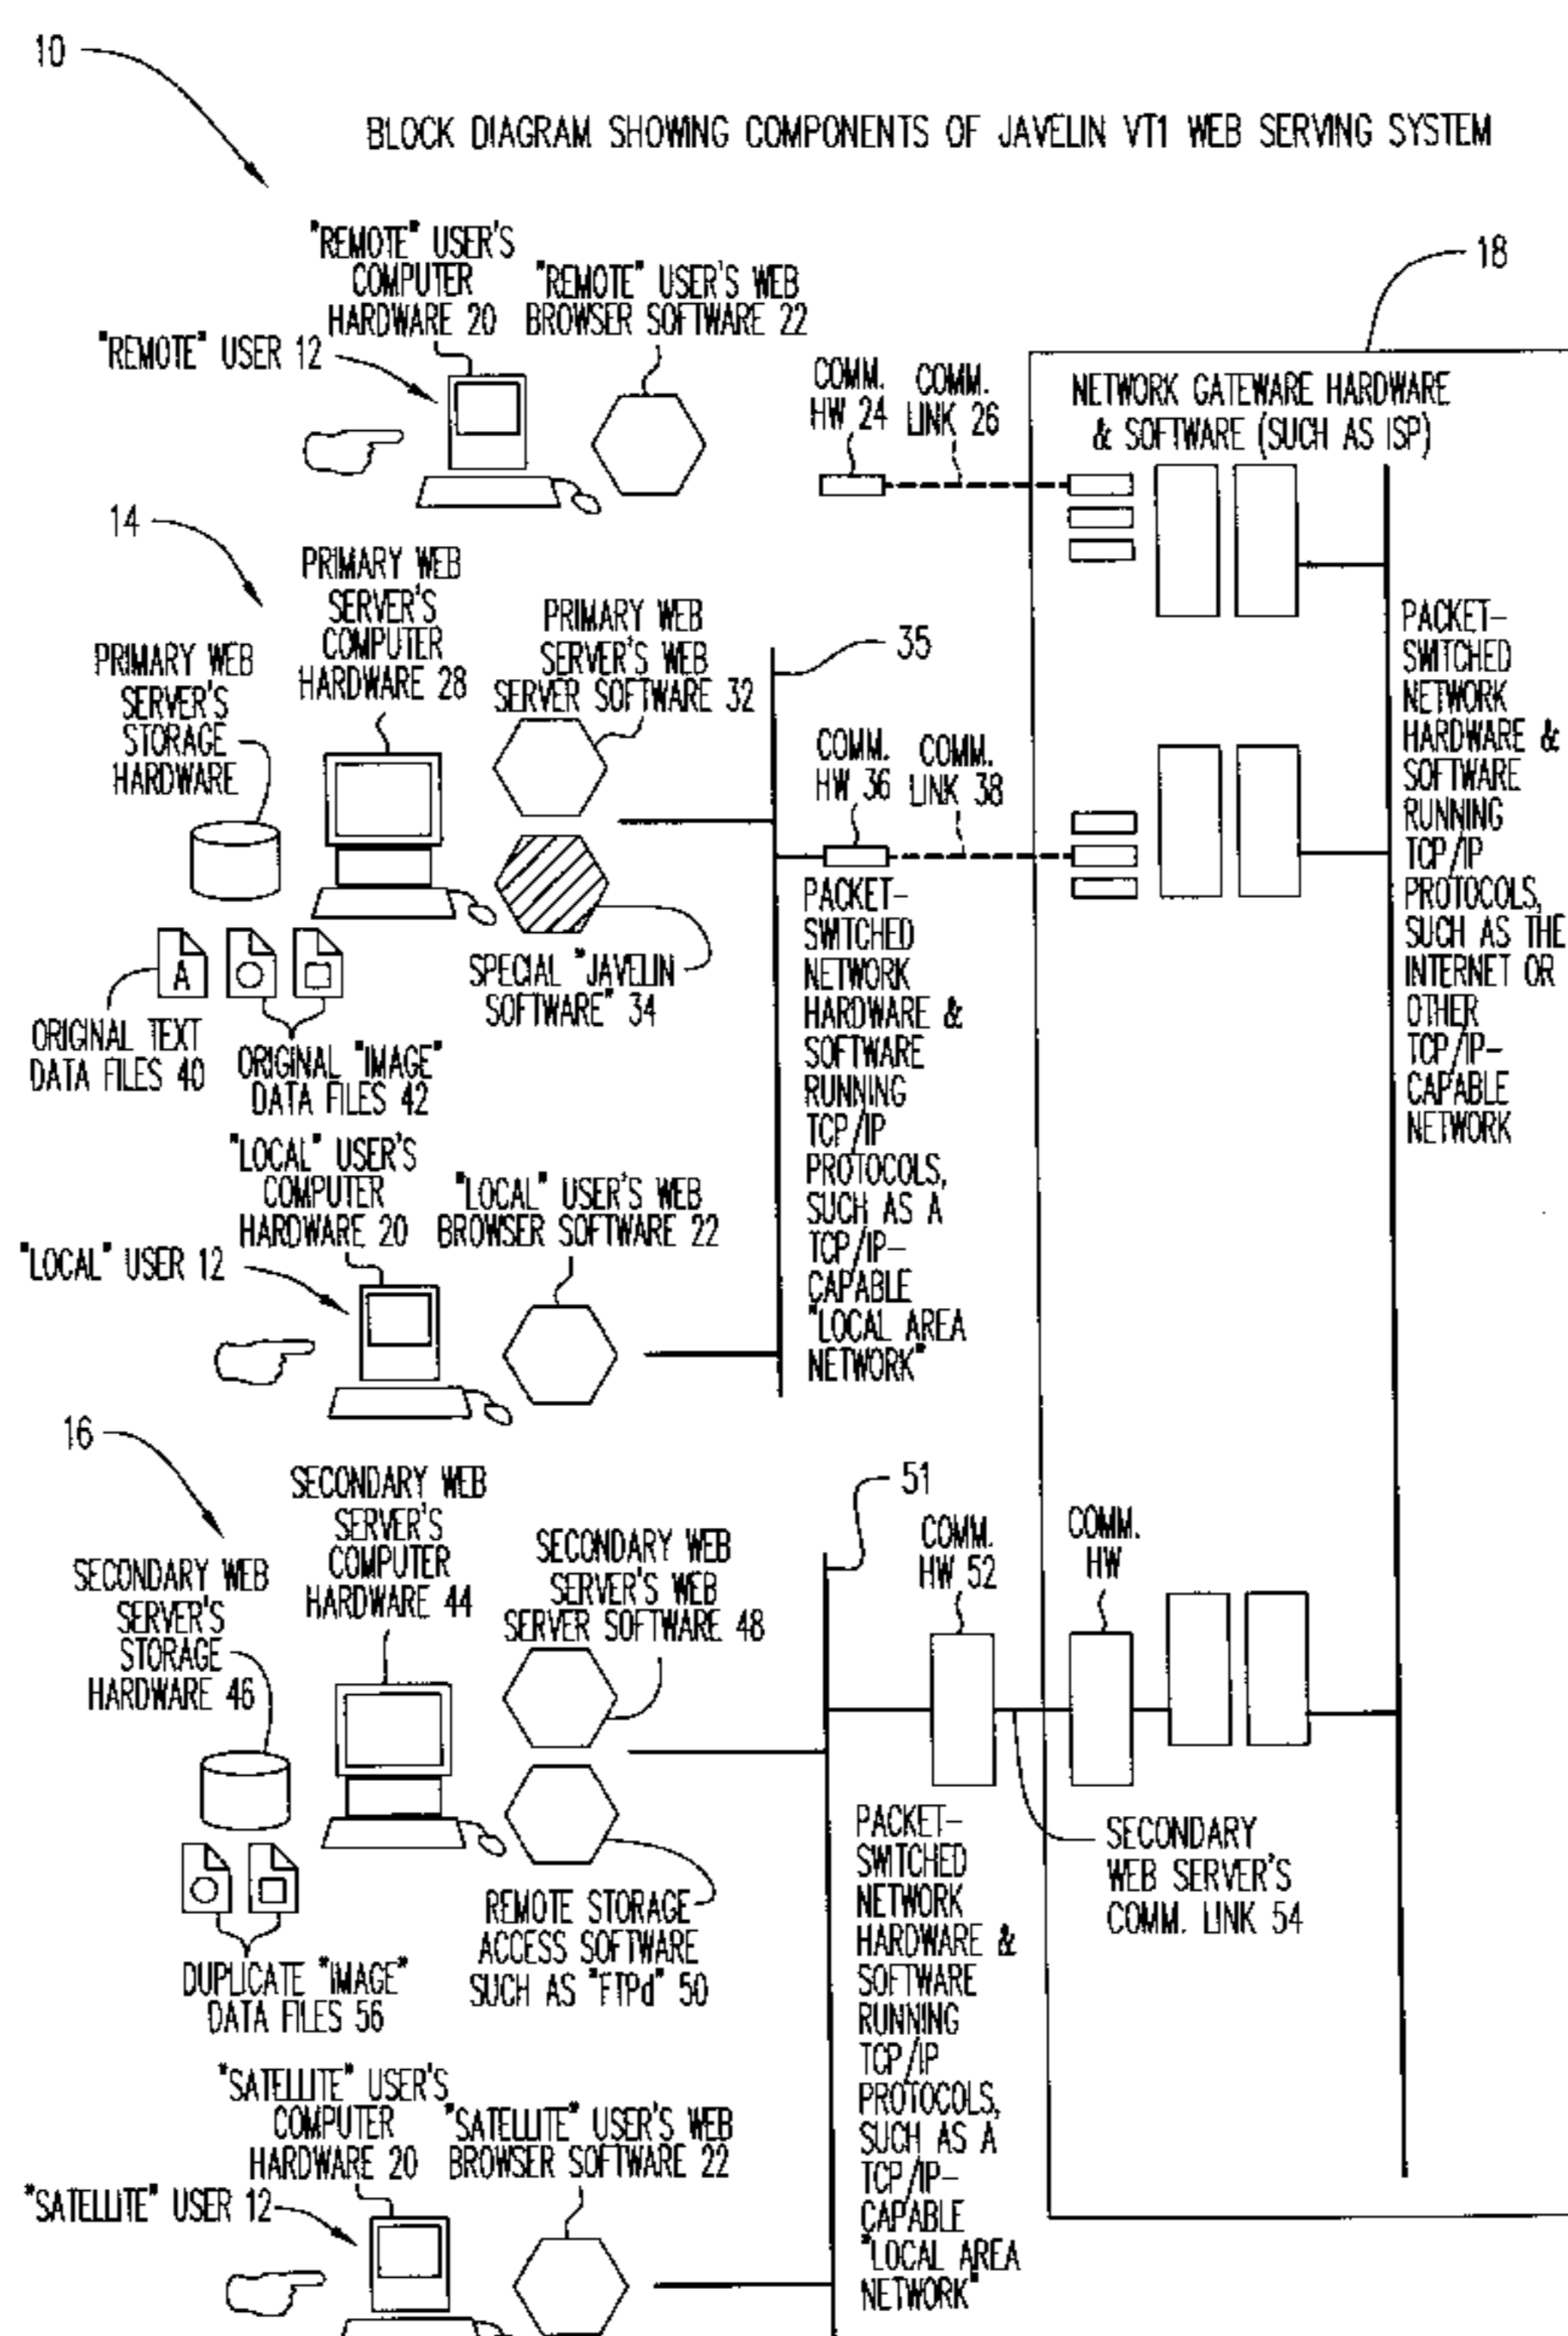 10
BLOCK DIAGRAM SHOWING COMPONENTS OF JAVELIN VT1 WEB SERVING SYSTEM
"REMOTE" USER'S
COMPUTER
HARDWARE 20
"REMOTE" USER'S WEB
BROWSER SOFTWARE 22
"REMOTE" USER 12
COMM.
HW 24
COMM.
LINK 26
18
NETWORK GATEWARE HARDWARE
& SOFTWARE (SUCH AS ISP)
14
PRIMARY WEB
SERVER'S
COMPUTER
HARDWARE 28
PRIMARY WEB
SERVER'S WEB
SERVER SOFTWARE 32
35
PRIMARY WEB
SERVER'S
STORAGE
HARDWARE
COMM.
HW 36
COMM.
LINK 38
PACKET-
SWITCHED
NETWORK
HARDWARE &
SOFTWARE
RUNNING
TCP/IP
PROTOCOLS,
SUCH AS THE
INTERNET OR
OTHER
TCP/IP-
CAPABLE
NETWORK
A
SPECIAL "JAVELIN
SOFTWARE" 34
ORIGINAL TEXT
DATA FILES 40
ORIGINAL "IMAGE"
DATA FILES 42
PACKET-
SWITCHED
NETWORK
HARDWARE &
SOFTWARE
RUNNING
TCP/IP
PROTOCOLS,
SUCH AS A
TCP/IP-
CAPABLE
"LOCAL AREA
NETWORK"
"LOCAL" USER'S
COMPUTER
HARDWARE 20
"LOCAL" USER'S WEB
BROWSER SOFTWARE 22
"LOCAL" USER 12
16
SECONDARY WEB
SERVER'S
COMPUTER
HARDWARE 44
SECONDARY WEB
SERVER'S WEB
SERVER SOFTWARE 48
51
COMM.
HW 52
COMM.
HW
SECONDARY WEB
SERVER'S
STORAGE
HARDWARE 46
SECONDARY
WEB SERVER'S
COMM. LINK 54
REMOTE STORAGE
ACCESS SOFTWARE
SUCH AS "FTPd" 50
DUPLICATE "IMAGE"
DATA FILES 56
PACKET-
SWITCHED
NETWORK
HARDWARE &
SOFTWARE
RUNNING
TCP/IP
PROTOCOLS,
SUCH AS A
TCP/IP-
CAPABLE
"LOCAL AREA
NETWORK"
"SATELLITE" USER'S
COMPUTER
HARDWARE 20
"SATELLITE" USER'S WEB
BROWSER SOFTWARE 22
"SATELLITE" USER 12